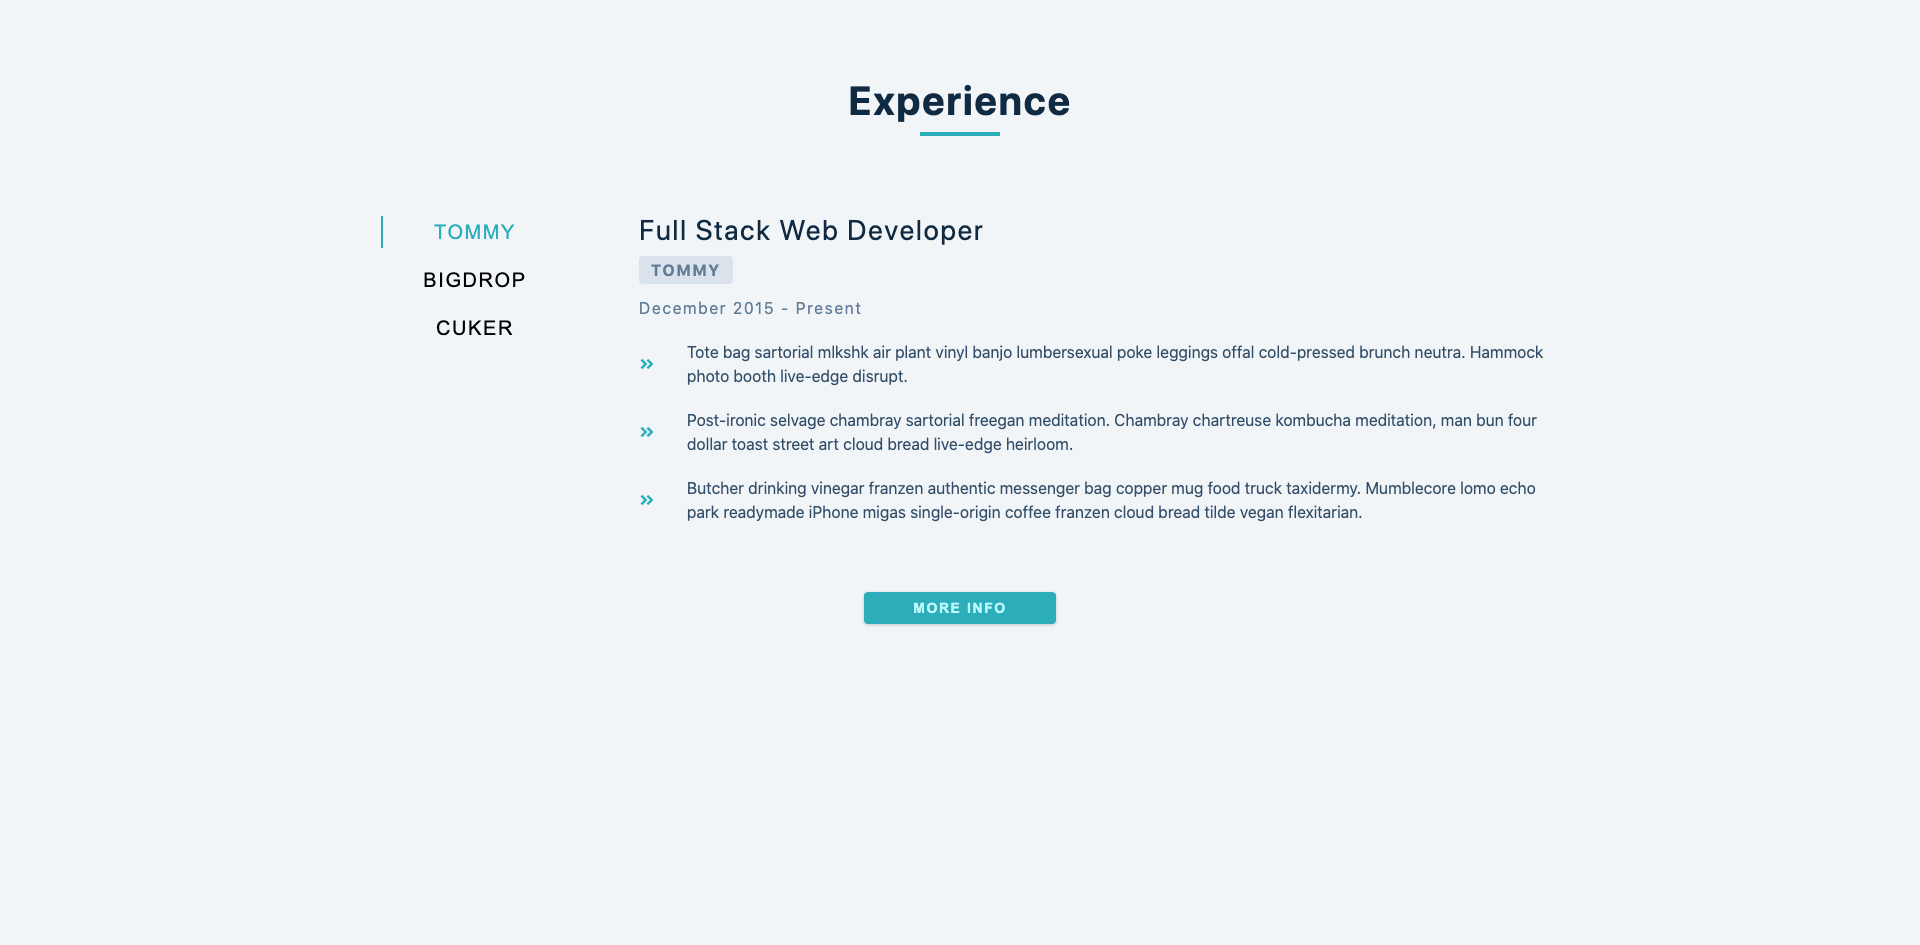 Experience
TOMMY
BIGDROP
CUKER
Full Stack Web Developer
TOMMY
December 2015 - Present
Tote bag sartorial mlkshk air plant vinyl banjo lumbersexual poke leggings offal cold-pressed brunch neutra. Hammock
photo booth live-edge disrupt.
Post-ironic selvage chambray sartorial freegan meditation. Chambray chartreuse kombucha meditation, man bun four
dollar toast street art cloud bread live-edge heirloom.
Butcher drinking vinegar franzen authentic messenger bag copper mug food truck taxidermy. Mumblecore lomo echo
park readymade iPhone migas single-origin coffee franzen cloud bread tilde vegan flexitarian.
MORE INFO